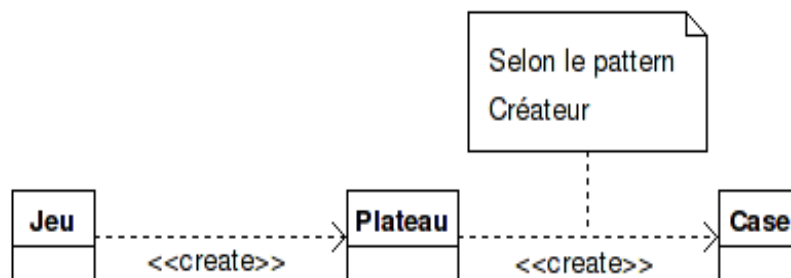 Selon le pattern
Créateur
Jeu
Plateau
Case
<<create>>
<<create>>